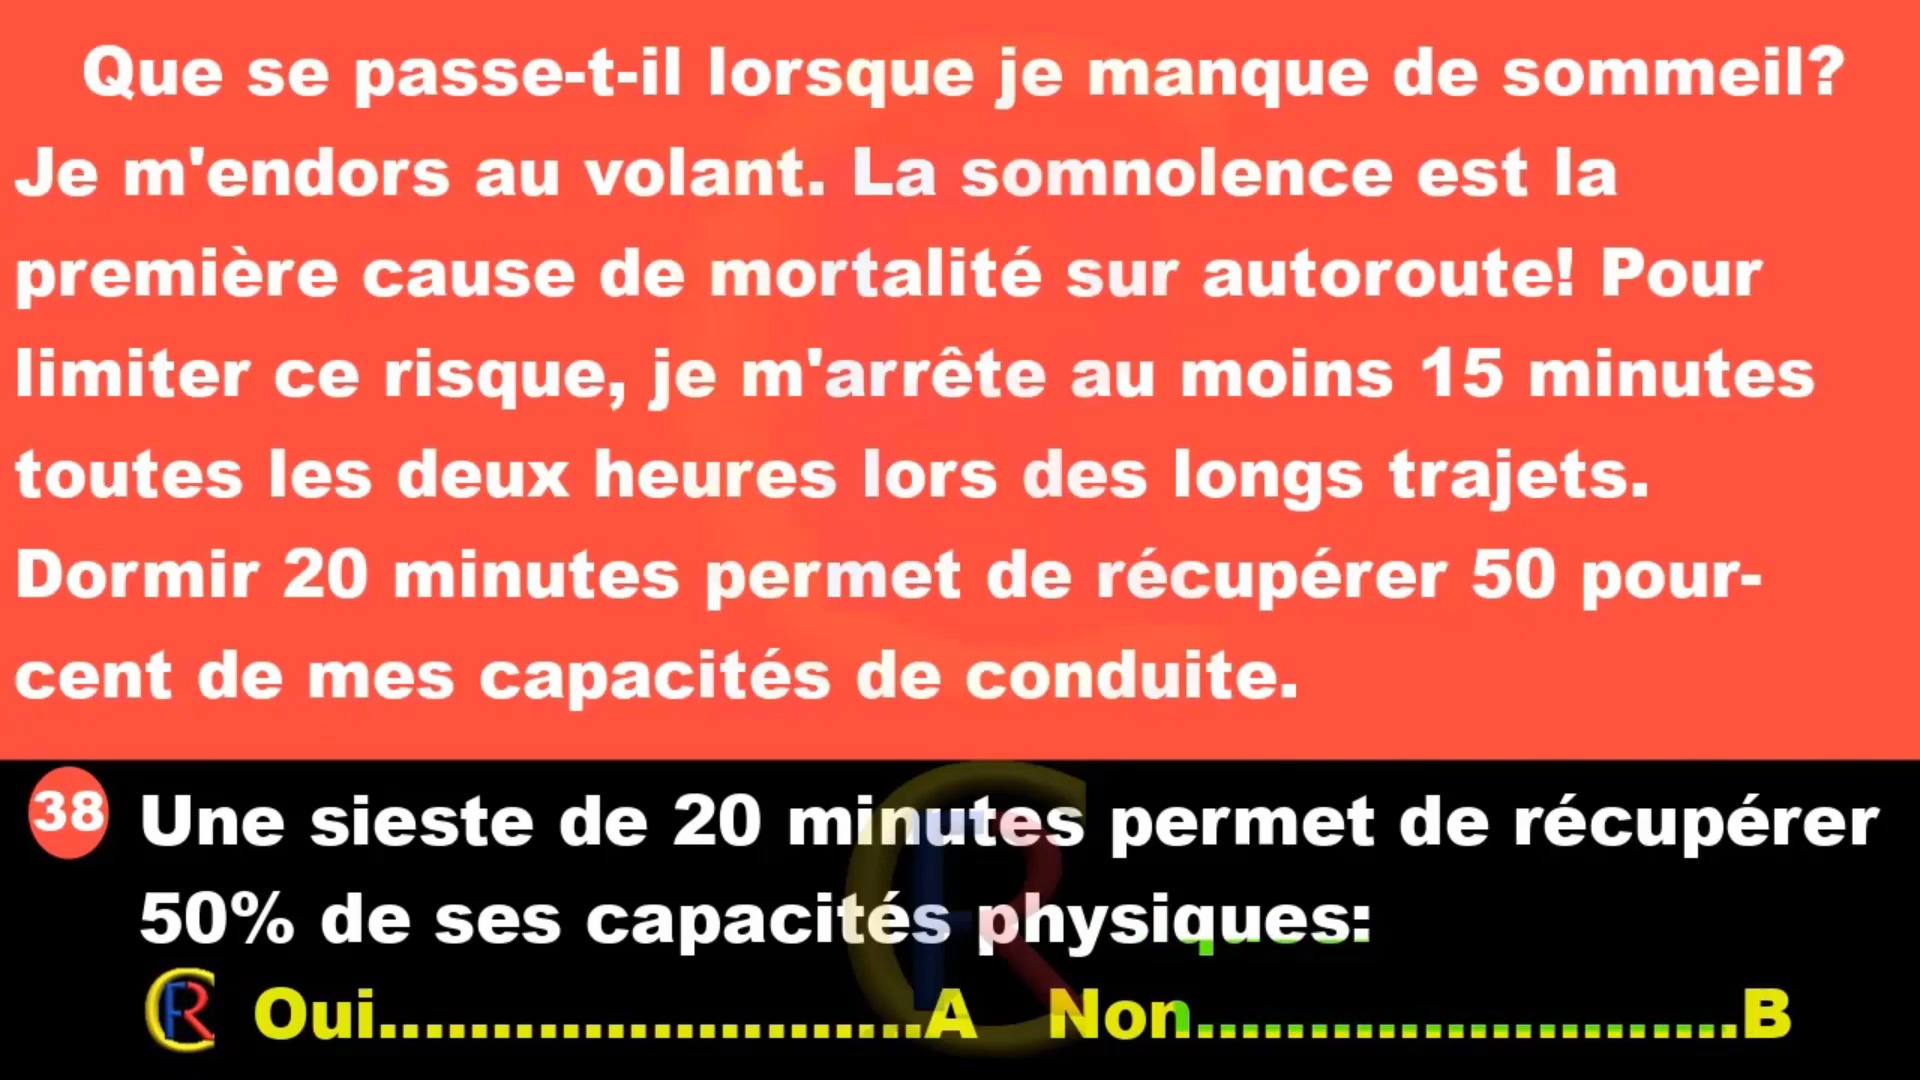 Que se passe-t-il lorsque je manque de sommeil?
Je m'endors au volant. La somnolence est la
première cause de mortalité sur autoroute! Pour
limiter ce risque, je m'arrête au moins 15 minutes
toutes les deux heures lors des longs trajets.
Dormir 20 minutes permet de récupérer 50 pour-
cent de mes capacités de conduite.
38 Une sieste de 20 minutes permet de récupérer
50% de ses capacités physiques:
CFR Oui...................A Non...................B